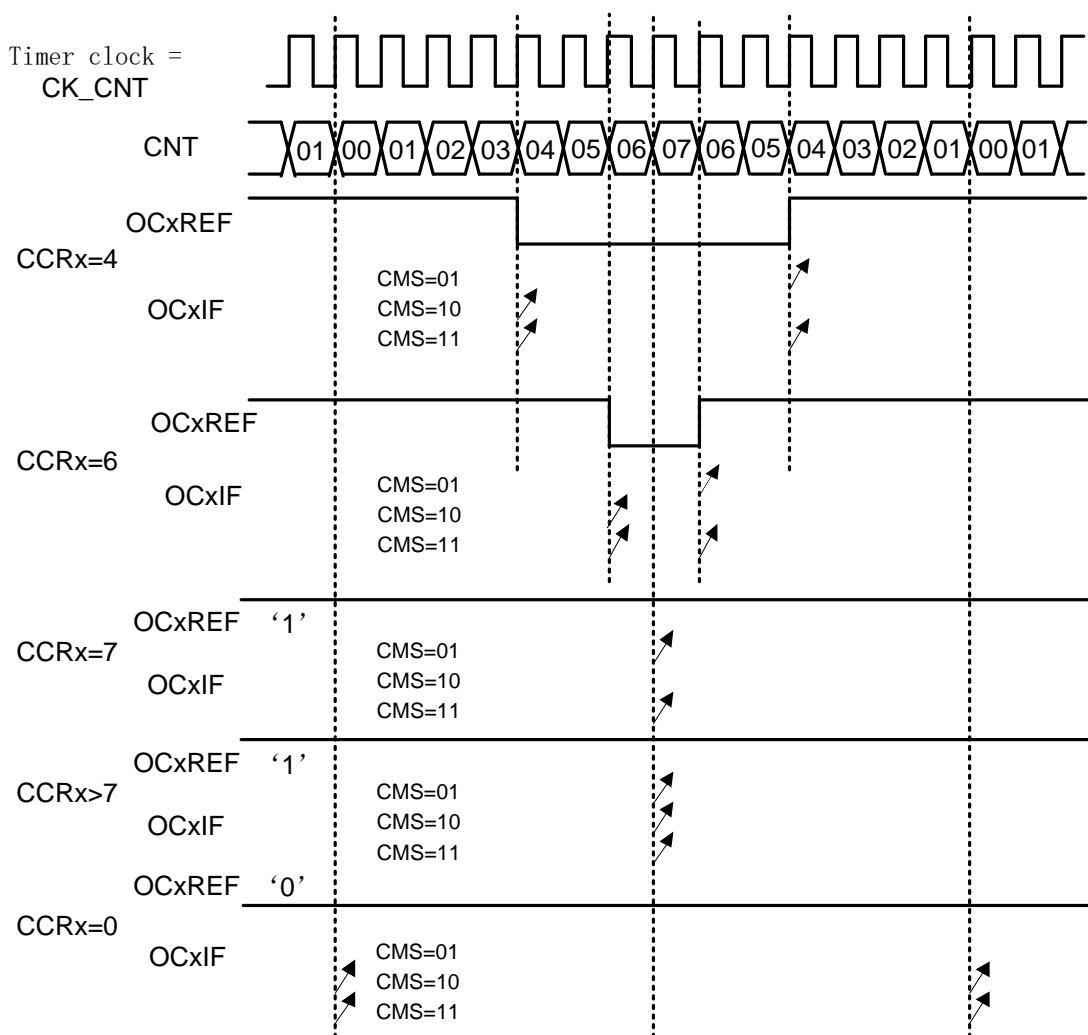 Timer clock =
CK_CNT
CNT 01 00 01 02 03 04 05 06 07 06 05 04 03 02 01 00 01
OCxREF
CCRx=4
CMS=01
OCxIF
CMS=10
CMS=11
OCxREF
CCRx=6
CMS=01
OCxIF
CMS=10
CMS=11
OCxREF ‘1’
CCRx=7
CMS=01
OCxIF
CMS=10
CMS=11
OCxREF ‘1’
CCRx>7
CMS=01
OCxIF
CMS=10
CMS=11
OCxREF ‘0’
CCRx=0
CMS=01
OCxIF
CMS=10
CMS=11